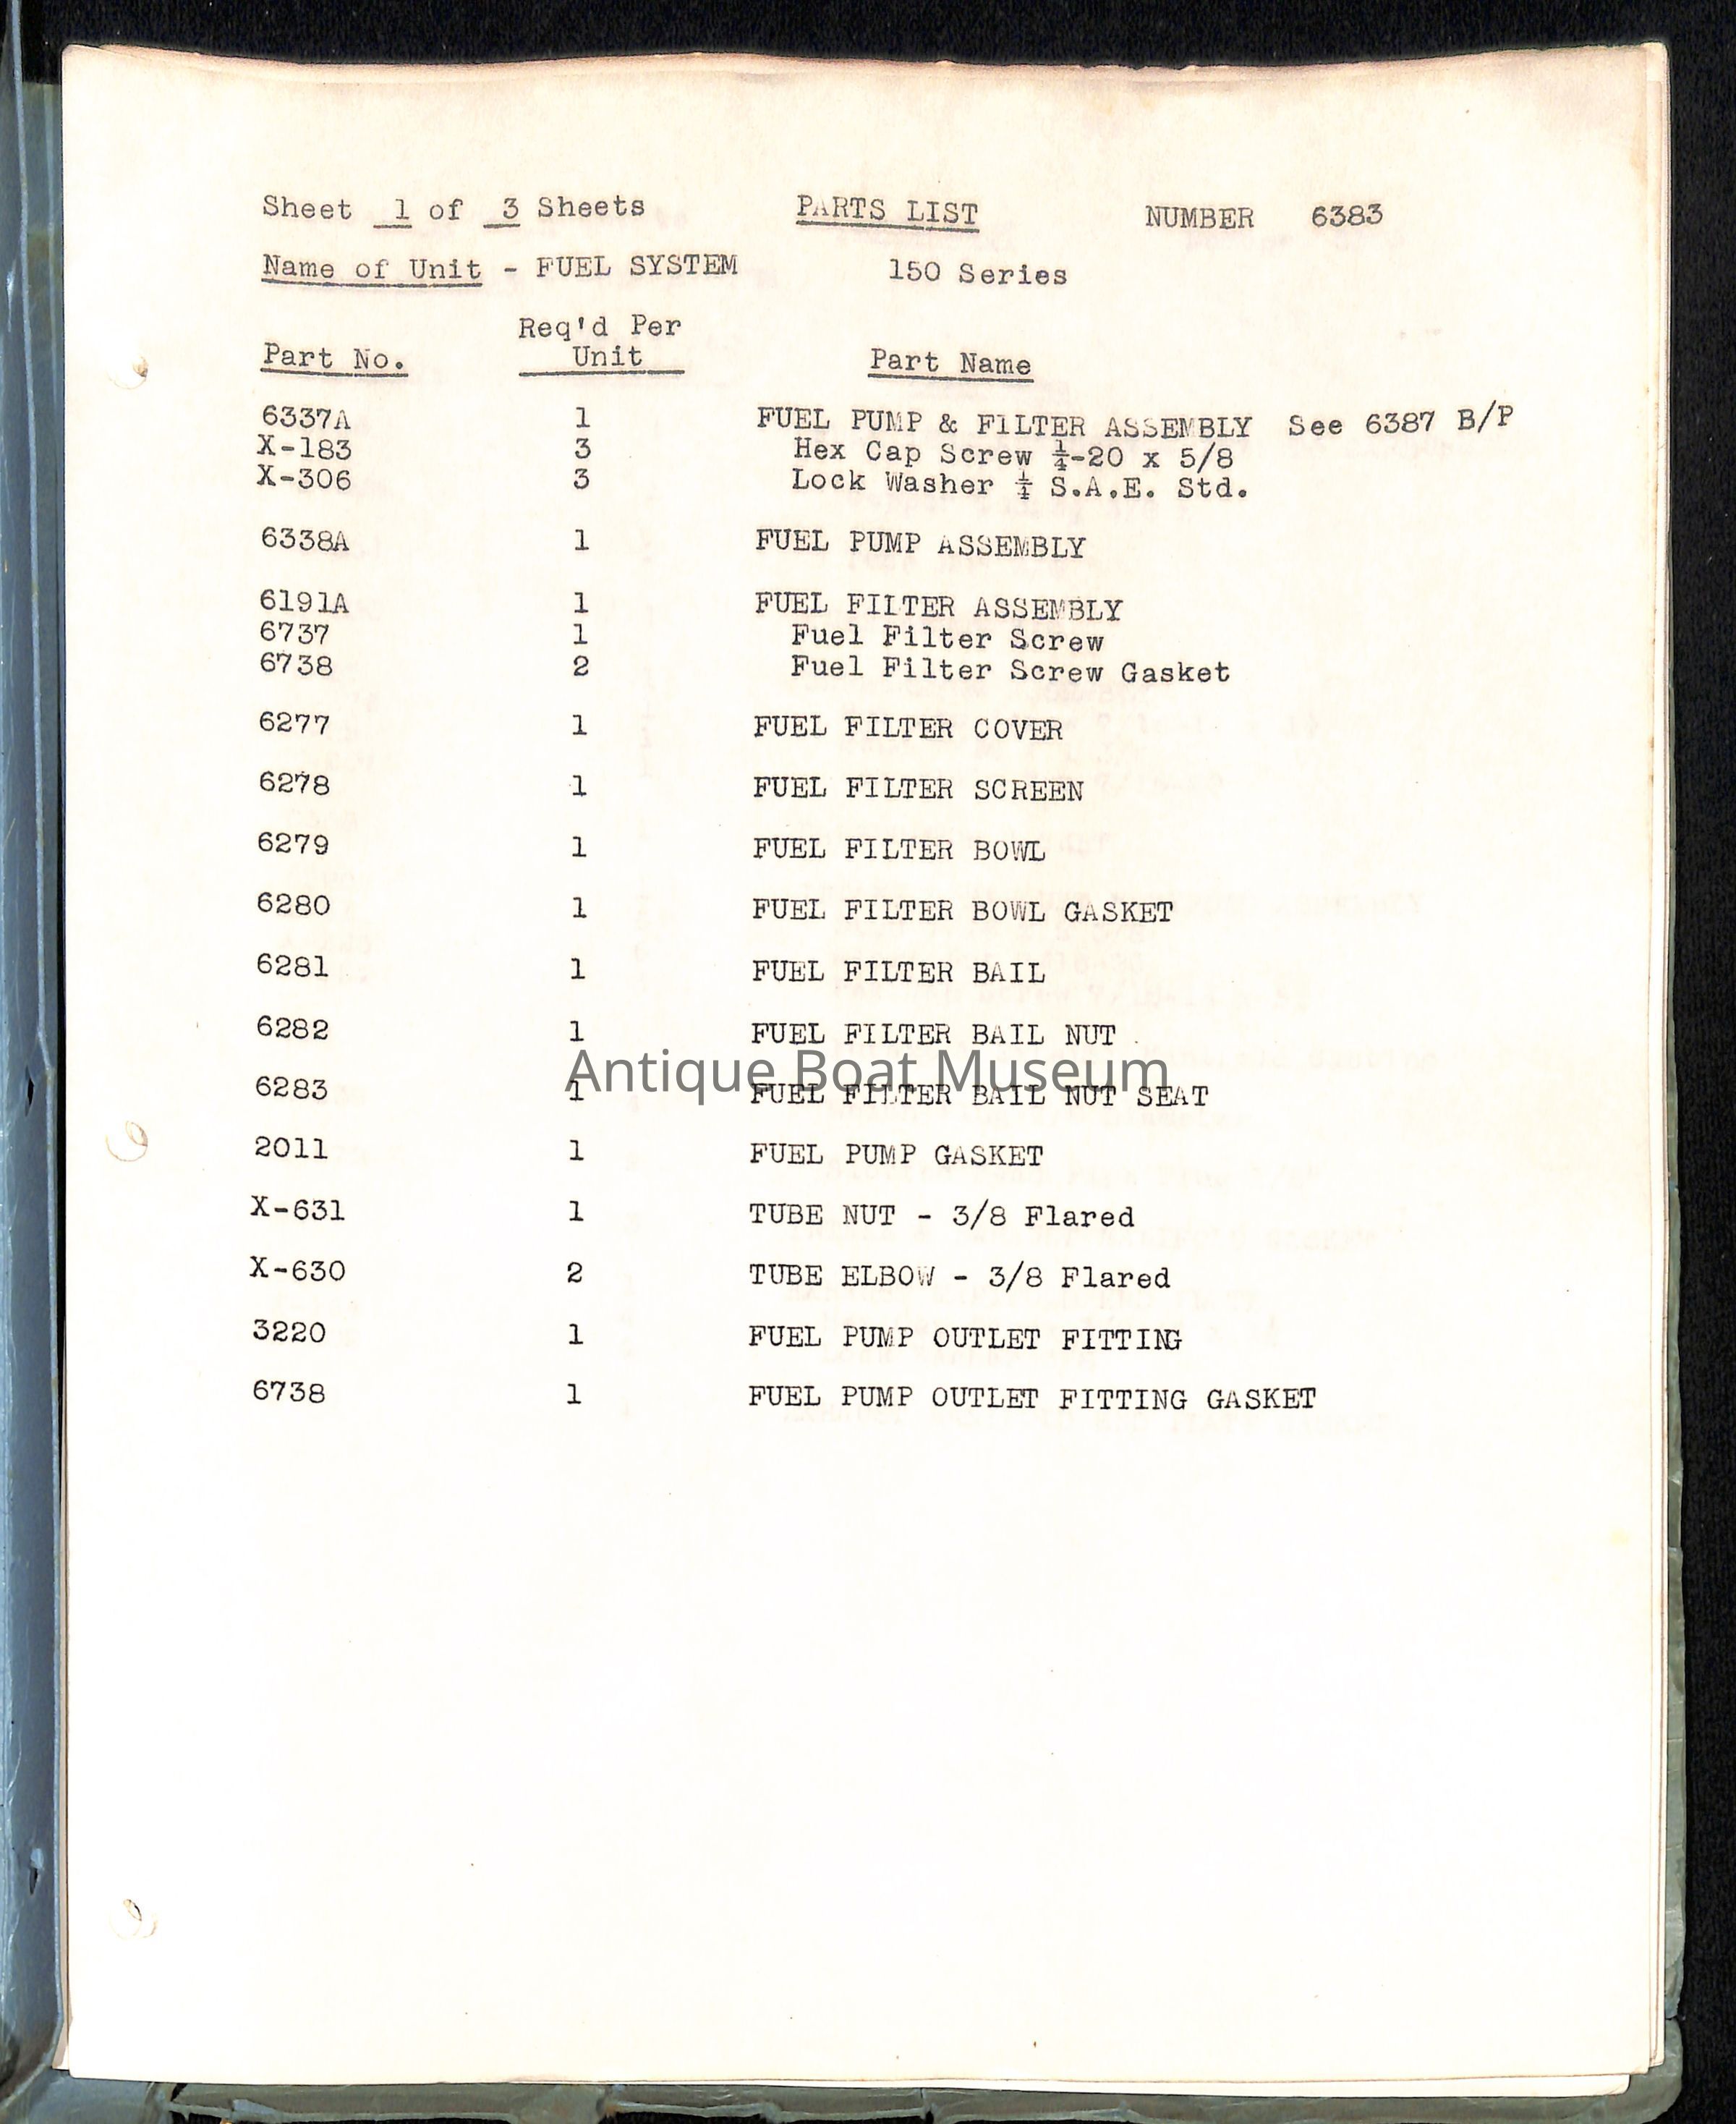 Sheet 1 of 3 Sheets PARTS LIST NUMBER 6383
Name of Unit - FUEL SYSTEM 150 Series
Req'd Per
Part No. Unit Part Name
6337A 1 FUEL PUMP & FILTER ASSEMBLY See 6387 B/P
X-183 3 Hex Cap Screw ¼-20 x 5/8
X-306 3 Lock Washer ¼ S.A.E. Std.
6338A 1 FUEL PUMP ASSEMBLY
6191A 1 FUEL FILTER ASSEMBLY
6737 1 Fuel Filter Screw
6738 2 Fuel Filter Screw Gasket
6277 1 FUEL FILTER COVER
6278 1 FUEL FILTER SCREEN
6279 1 FUEL FILTER BOWL
6280 1 FUEL FILTER BOWL GASKET
6281 1 FUEL FILTER BAIL
6282 1 FUEL FILTER BAIL NUT
Antique Boat Museum
6283 1 FUEL FILTER BAIL NUT SEAT
2011 1 FUEL PUMP GASKET
X-631 1 TUBE NUT - 3/8 Flared
X-630 2 TUBE ELBOW - 3/8 Flared
3220 1 FUEL PUMP OUTLET FITTING
6738 1 FUEL PUMP OUTLET FITTING GASKET